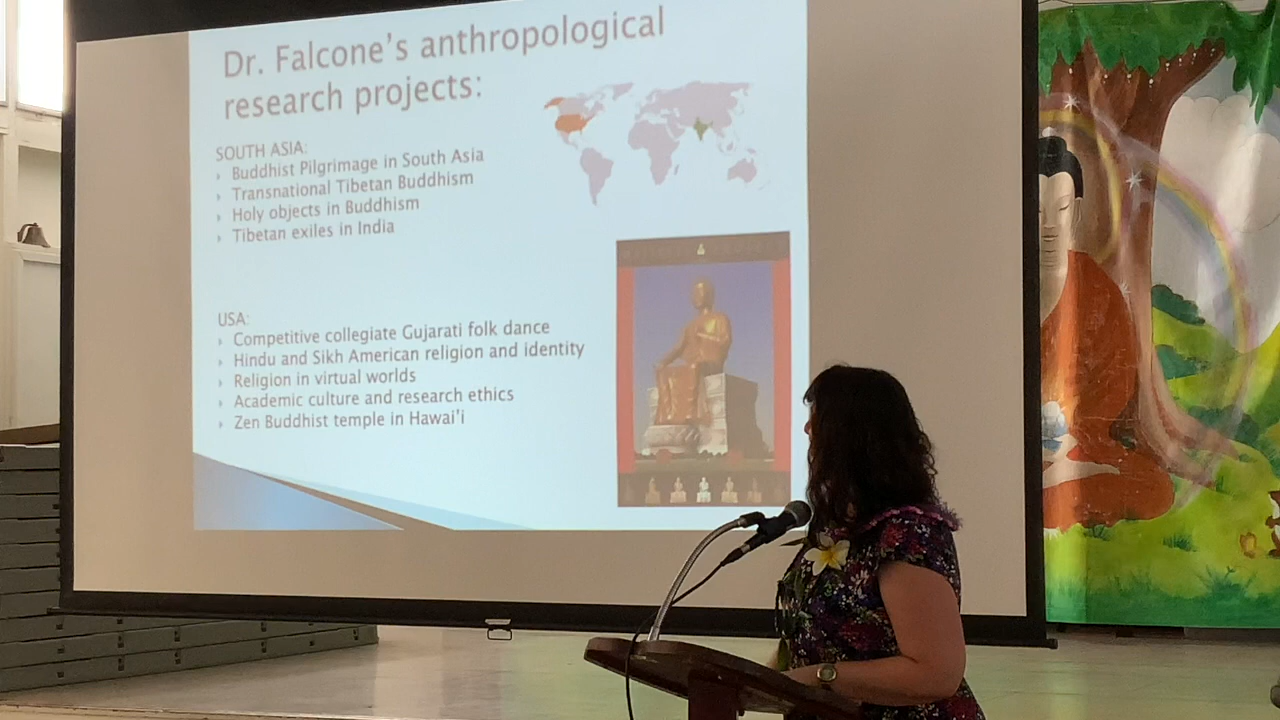 Dr. Falcone's anthropological
research projects:
SOUTH ASIA:
Buddhist Pilgrimage in South Asia
Transnational Tibetan Buddhism
Holy objects in Buddhism
Tibetan exiles in India
USA:
Competitive collegiate Gujarati folk dance
Hindu and Sikh American religion and identity
Religion in virtual worlds
Academic culture and research ethics
Zen Buddhist temple in Hawai'i